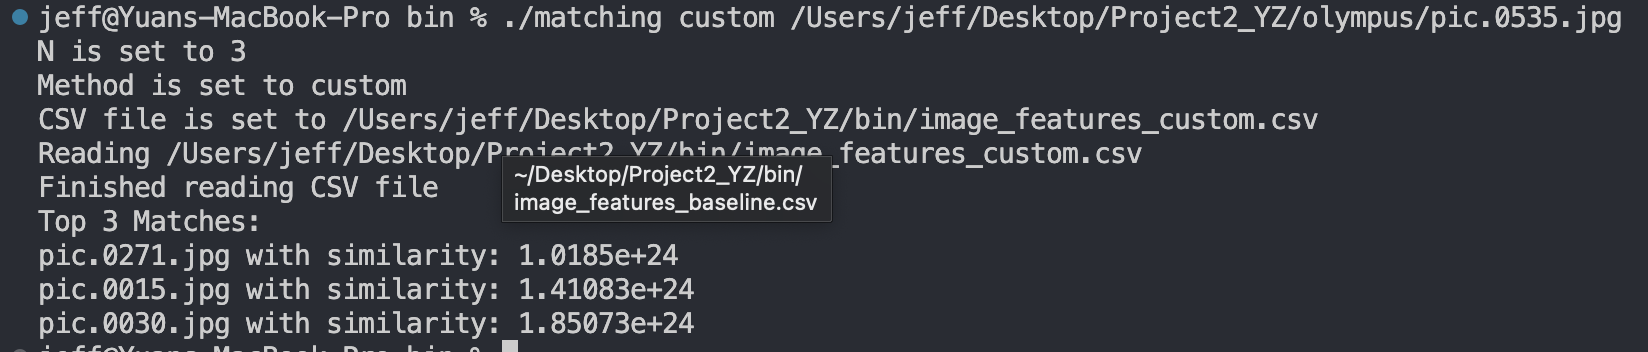 jeff@Yuans-MacBook-Pro bin % ./matching custom /Users/jeff/Desktop/Project2_YZ/olympus/pic.0535.jpg
N is set to 3
Method is set to custom
CSV file is set to /Users/jeff/Desktop/Project2_YZ/bin/image_features_custom.csv
Reading /Users/jeff/Desktop/Project2_YZ/bin/image_features_custom.csv
~/Desktop/Project2_YZ/bin/
image_features_baseline.csv
Finished reading CSV file
Top 3 Matches:
pic.0271.jpg with similarity: 1.0185e+24
pic.0015.jpg with similarity: 1.41083e+24
pic.0030.jpg with similarity: 1.85073e+24
jeff@Yuans-MacBook-Pro bin %